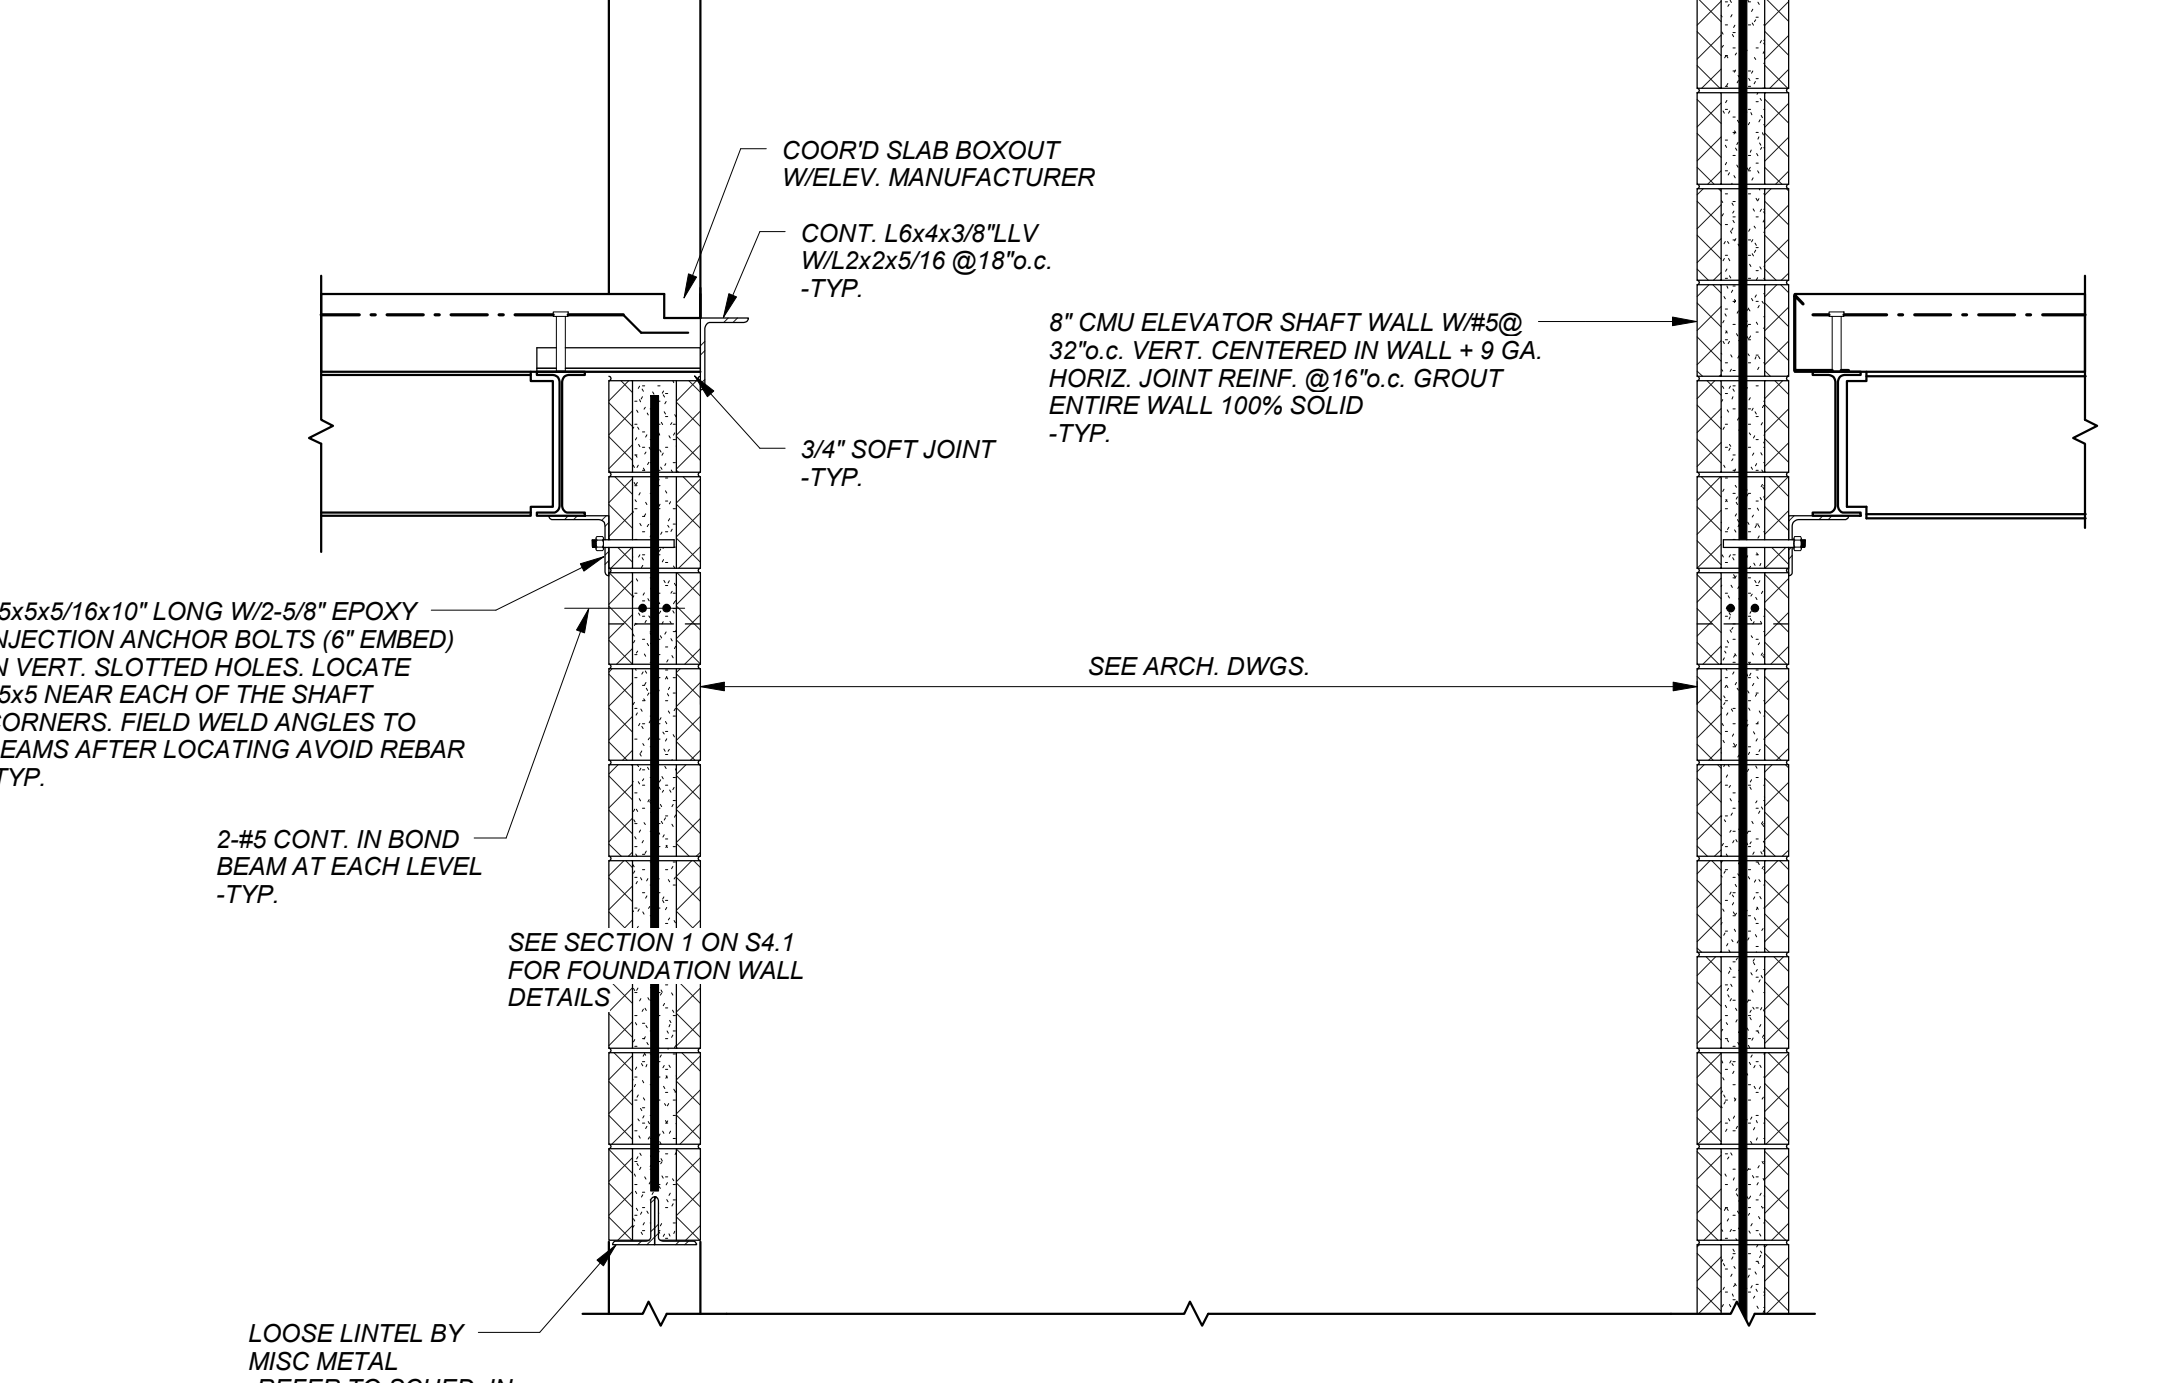 COOR'D SLAB BOXOUT
W/ELEV. MANUFACTURER
CONT. L6x4x3/8"LLV
W/L2x2x5/16 @18"o.c.
-TYP.
8" CMU ELEVATOR SHAFT WALL W/#5@
32"o.c. VERT. CENTERED IN WALL + 9 GA.
HORIZ. JOINT REINF. @16"o.c. GROUT
ENTIRE WALL 100% SOLID
-TYP.
3/4" SOFT JOINT
-TYP.
5x5x5/16x10" LONG W/2-5/8" EPOXY
NJECTION ANCHOR BOLTS (6" EMBED)
N VERT. SLOTTED HOLES. LOCATE
5x5 NEAR EACH OF THE SHAFT
CORNERS. FIELD WELD ANGLES TO
EAMS AFTER LOCATING AVOID REBAR
TYP.
SEE ARCH. DWGS.
2-#5 CONT. IN BOND
BEAM AT EACH LEVEL
-TYP.
SEE SECTION 1 ON S4.1
FOR FOUNDATION WALL
DETAILS
LOOSE LINTEL BY
MISC METAL
-REFER TO SCHED. IN